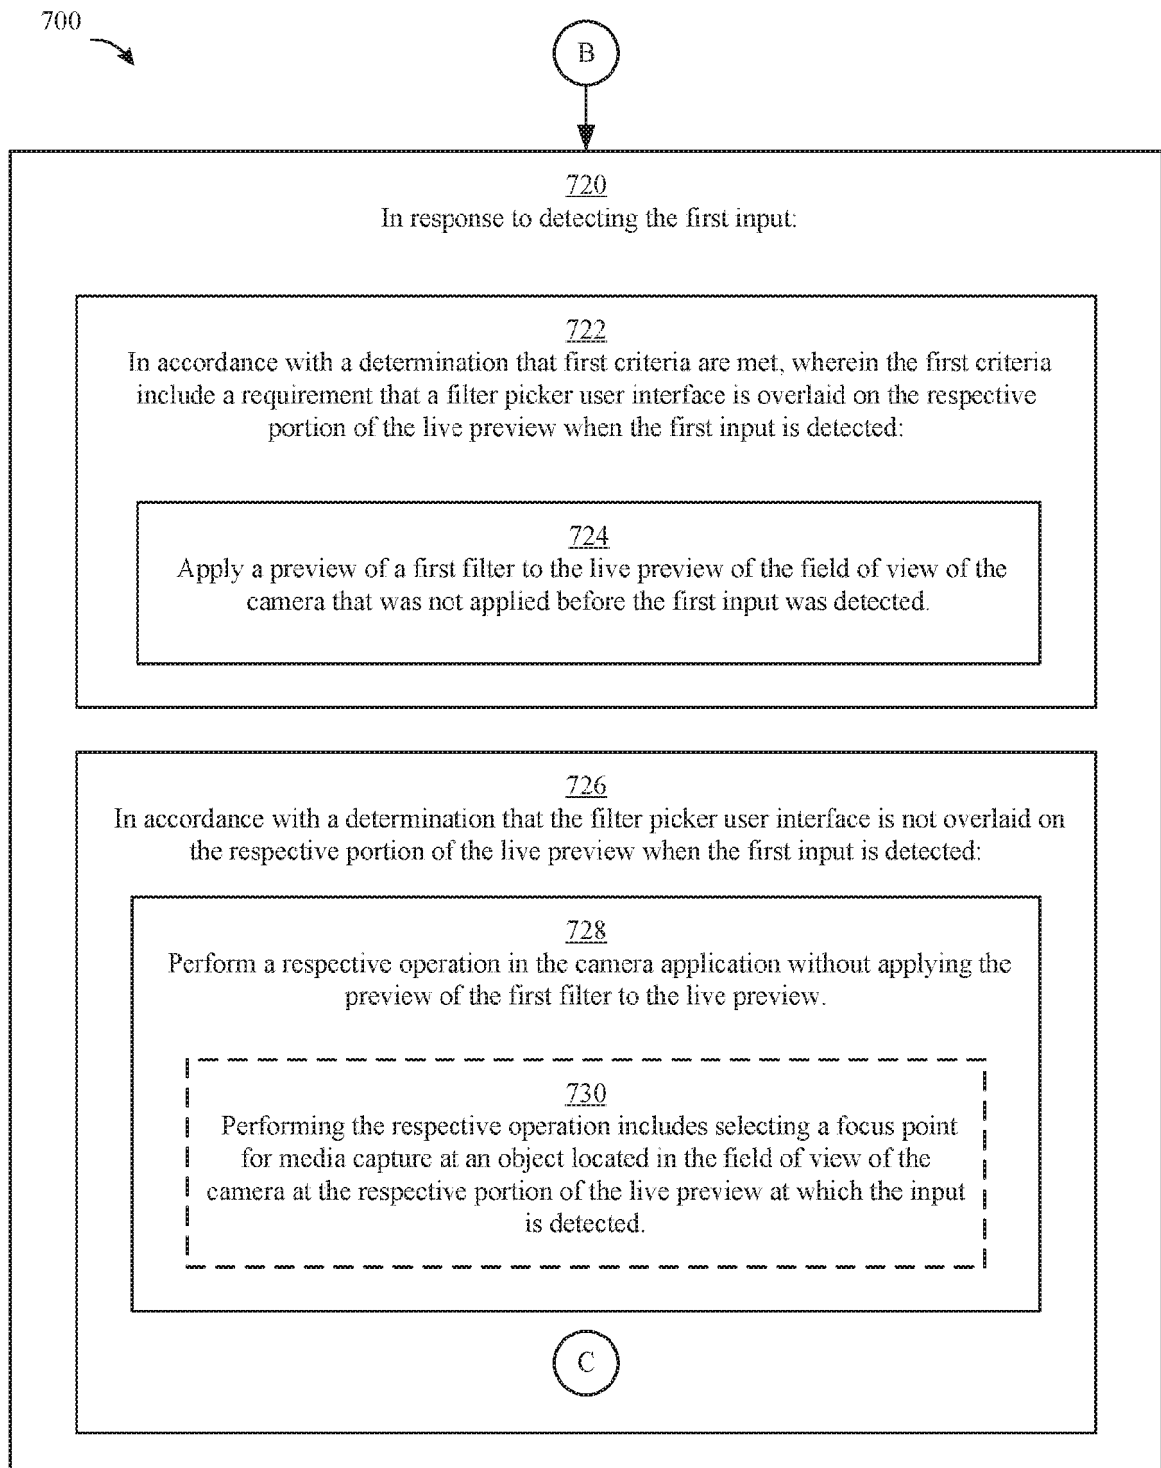 700
B
720
In response to detecting the first input:
722
In accordance with a determination that first criteria are met, wherein the first criteria
include a requirement that a filter picker user interface is overlaid on the respective
portion of the live preview when the first input is detected:
724
Apply a preview of a first filter to the live preview of the field of view of the
camera that was not applied before the first input was detected.
726
In accordance with a determination that the filter picker user interface is not overlaid on
the respective portion of the live preview when the first input is detected:
728
Perform a respective operation in the camera application without applying the
preview of the first filter to the live preview.
730
Performing the respective operation includes selecting a focus point
for media capture at an object located in the field of view of the
camera at the respective portion of the live preview at which the input
is detected.
C